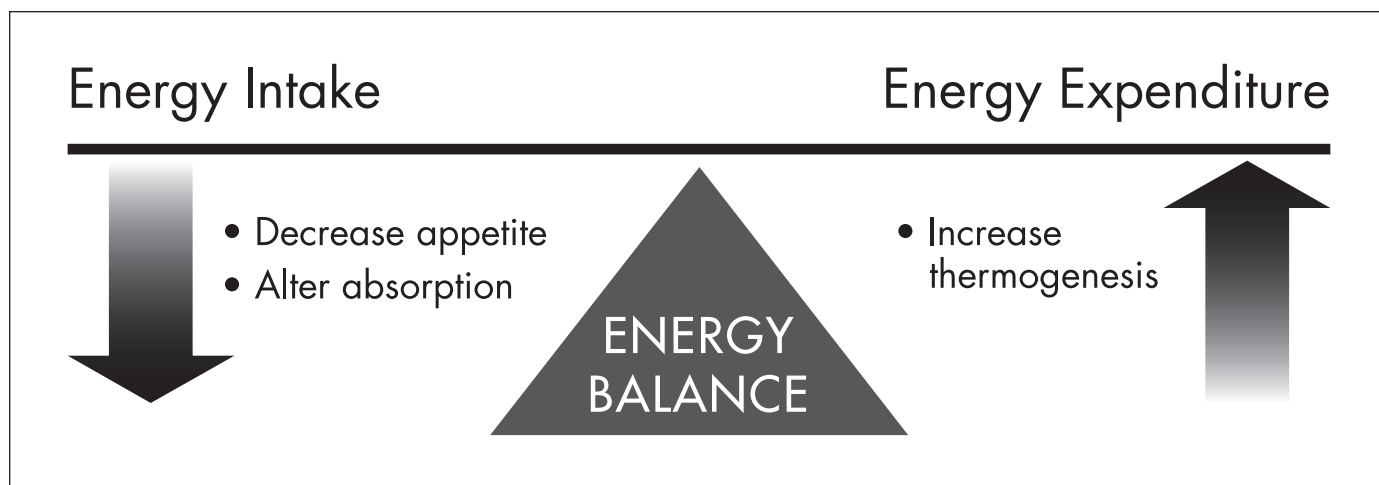 Energy Intake
Energy Expenditure
• Decrease appetite
• Alter absorption
• Increase
thermogenesis
ENERGY
BALANCE